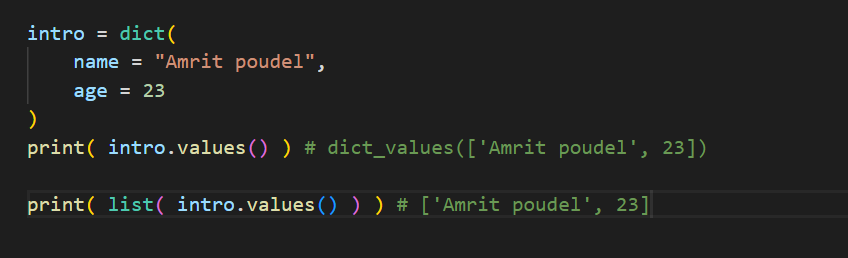 intro = dict(
    name = "Amrit poudel",
    age = 23
)
print( intro.values() ) # dict_values(['Amrit poudel', 23])
print( list( intro.values() ) ) # ['Amrit poudel', 23]